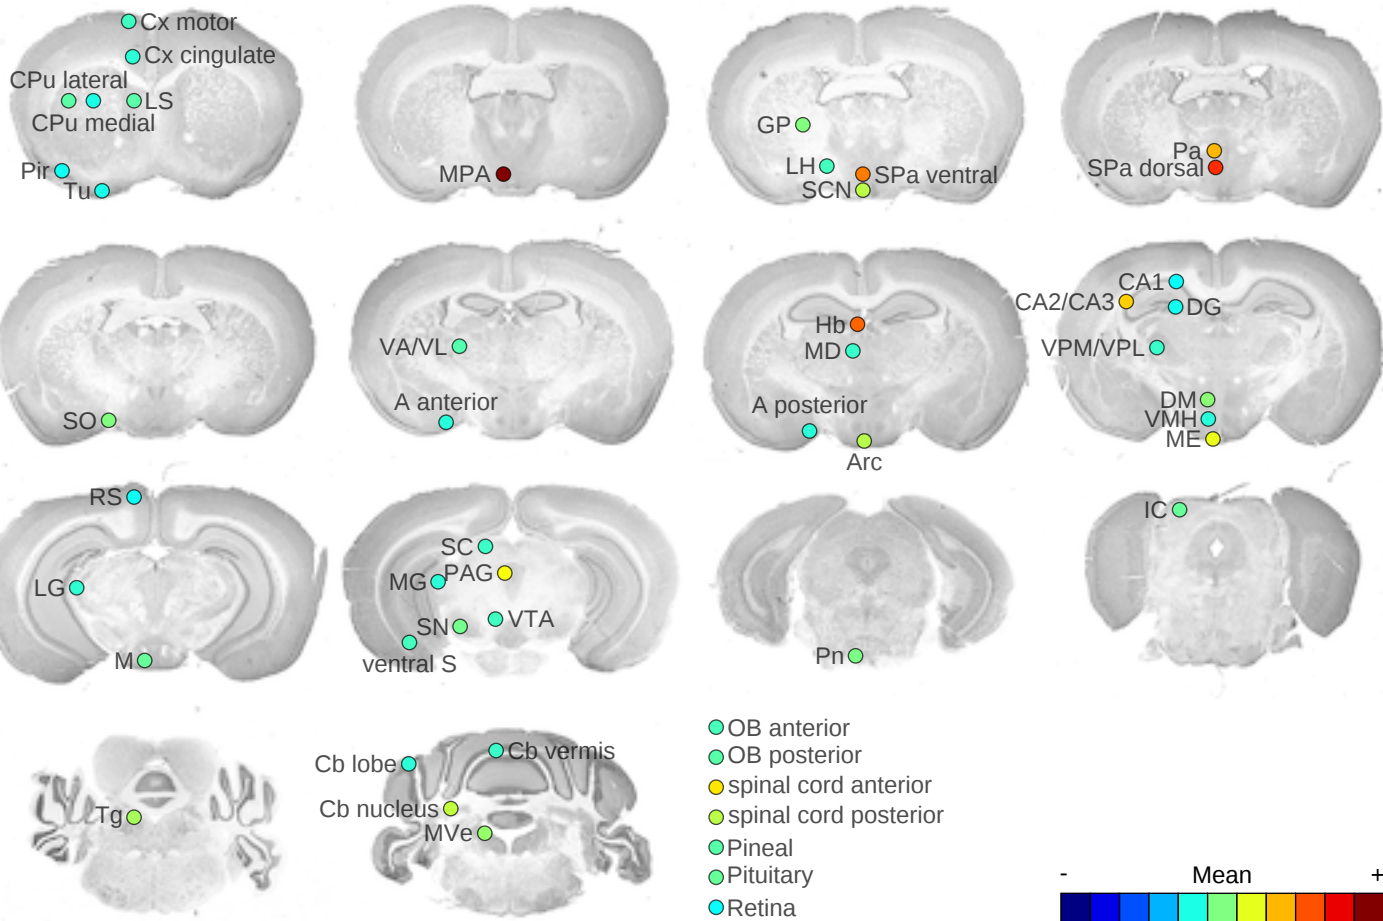 Cx motor
Cx cingulate
CPu lateral
LS
CPu medial
Pir
Tu
MPA
GP
LH
SPa ventral
SCN
Pa
SPa dorsal
SO
VA/VL
A anterior
Hb
MD
A posterior
Arc
CA1
CA2/CA3
DG
VPM/VPL
DM
VMH
ME
RS
LG
M
SC
PAG
MG
SN
VTA
ventral S
Pn
IC
Tg
Cb vermis
Cb lobe
Cb nucleus
MVe
OB anterior
OB posterior
spinal cord anterior
spinal cord posterior
Pineal
Pituitary
Retina
- Mean +